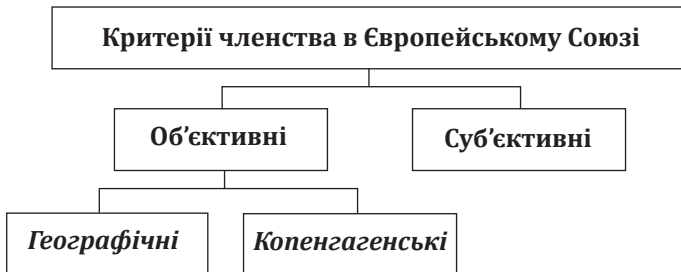 Критерії членства в Європейському Союзі
Об’єктивні
Суб’єктивні
Географічні
Копенгагенські